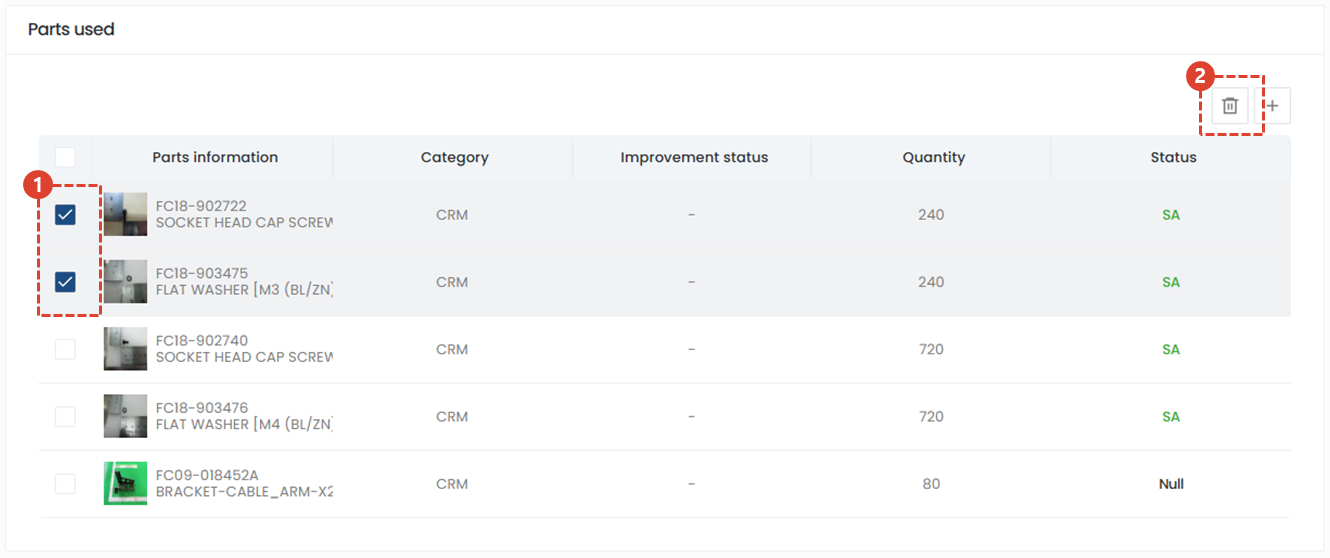 Parts used
2
+
Parts information Category Improvement status Quantity Status
1
FC18-902722
SOCKET HEAD CAP SCREW
CRM - 240 SA
FC18-903475
FLAT WASHER [M3 (BL/ZN)
CRM - 240 SA
FC18-902740
SOCKET HEAD CAP SCREW
CRM - 720 SA
FC18-903476
FLAT WASHER [M4 (BL/ZN)
CRM - 720 SA
FC09-018452A
BRACKET-CABLE_ARM-X2
CRM - 80 Null